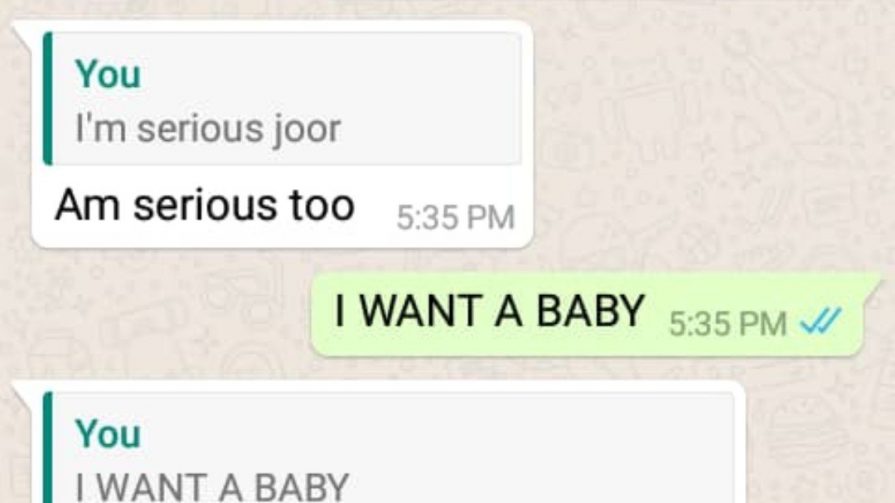 You
I'm serious joor
Am serious too 5:35 PM
I WANT A BABY 5:35 PM
You
I WANT A BABY